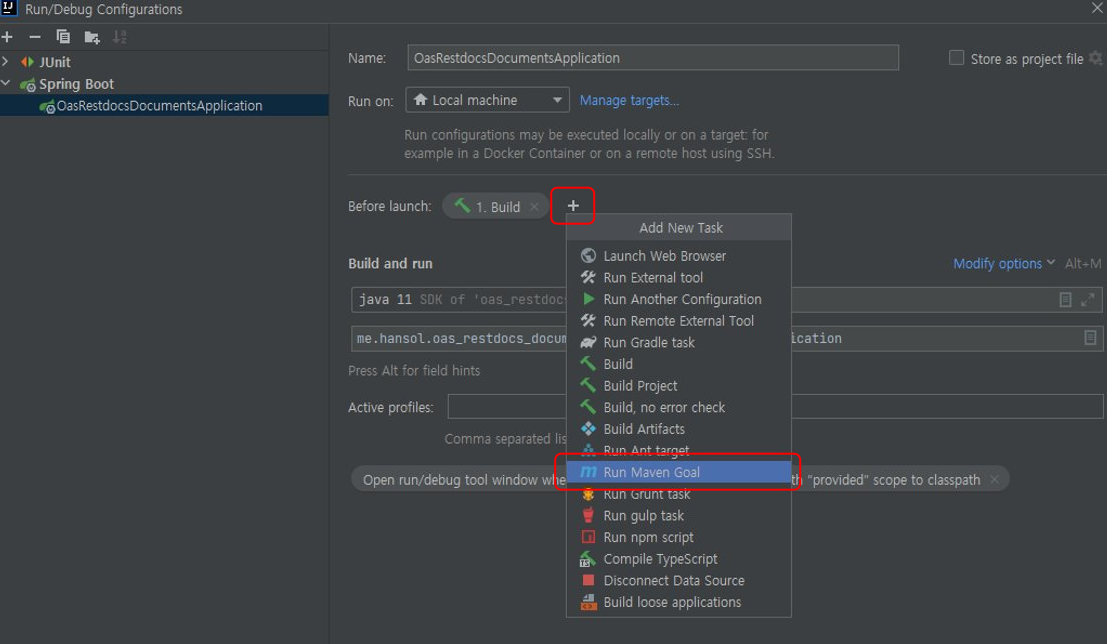 Run/Debug Configurations
JUnit
Spring Boot
OasRestdocsDocumentsApplication
Name: OasRestdocsDocumentsApplication
Store as project file
Run on: Local machine
Manage targets...
Run configurations may be executed locally or on a target: for
example in a Docker Container or on a remote host using SSH.
Before launch: 1. Build
Add New Task
Launch Web Browser
Run External tool
Run Another Configuration
Run Remote External Tool
Run Gradle task
Build
Build Project
Build, no error check
Build Artifacts
Run Ant target
Run Maven Goal
Run Grunt task
Run gulp task
Run npm script
Compile TypeScript
Disconnect Data Source
Build loose applications
Build and run
Modify options Alt+M
java 11 SDK of 'oas_restdocs
me.hansol.oas_restdocs_docum
ication
Press Alt for field hints
Active profiles:
Comma separated lis
Open run/debug tool window whe
th "provided" scope to classpath